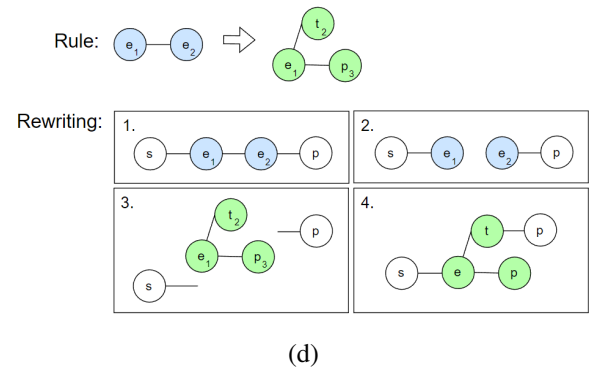 Rule: e1 e2 t2 e1 p3
Rewriting:
1. s e1 e2 p
2. s e1 e2 p
3. s e1 t2 p3 p
4. s e t p p
(d)